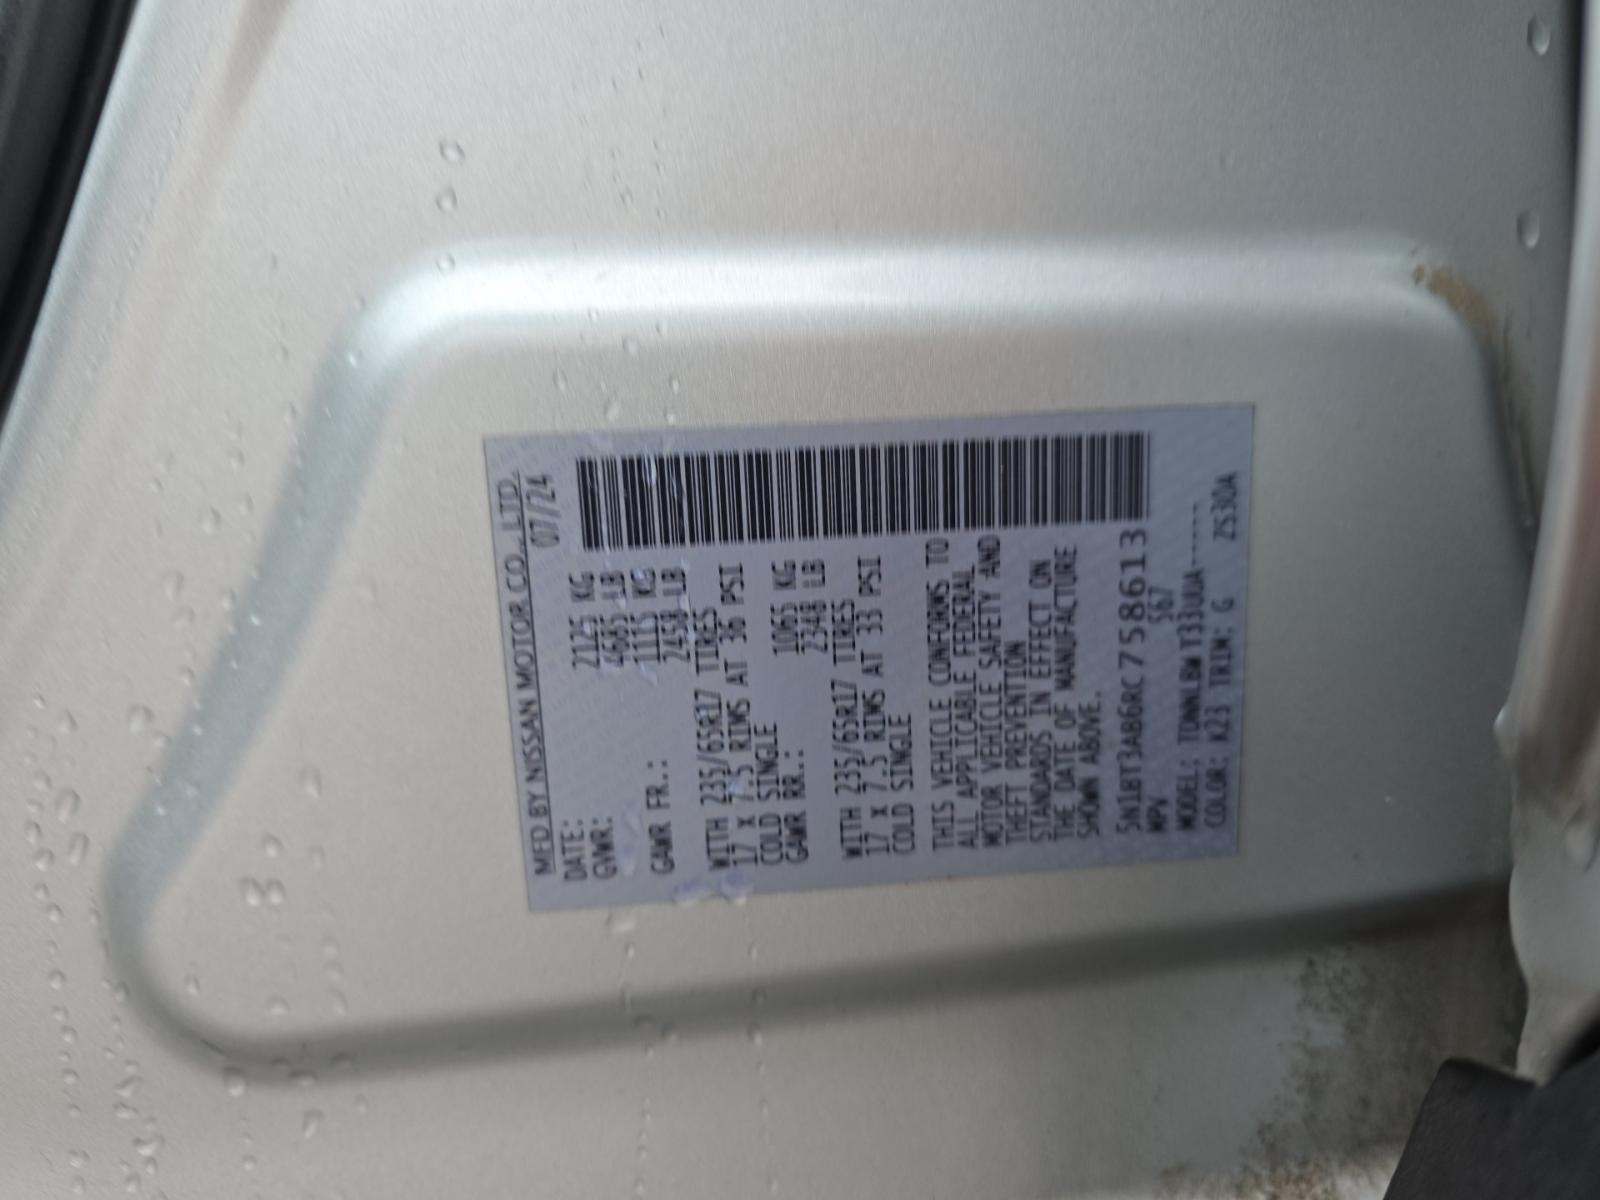 MFD BY NISSAN MOTOR CO., LTD.
DATE: 07/24
GVWR: 2125 KG
4685 LB
1115 KG
GAWR FR.: 2458 LB
WITH 235/65R17 TIRES
17 X 7.5 RIMS AT 36 PSI
COLD SINGLE
GAWR RR.: 1065 KG
2348 LB
WITH 235/65R17 TIRES
17 X 7.5 RIMS AT 33 PSI
COLD SINGLE
THIS VEHICLE CONFORMS TO
ALL APPLICABLE FEDERAL
MOTOR VEHICLE SAFETY AND
THEFT PREVENTION
STANDARDS IN EFFECT ON
THE DATE OF MANUFACTURE
SHOWN ABOVE.
5N1BT3AB6RC758613
MPV 567
MODEL: TDNNLBWT33UUA-----
COLOR: K23 TRIM: G 2S30A